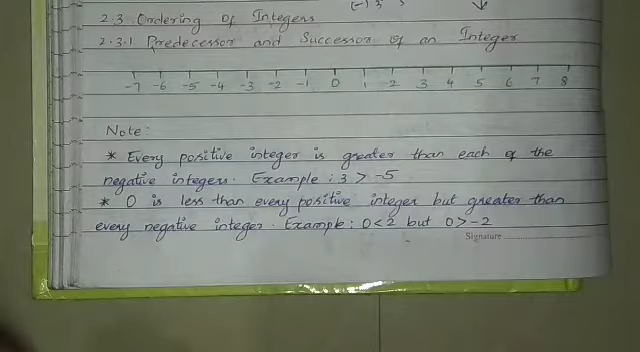 2.3 Ordering Of Integers
2.3.1 Predecessor and Successor of an Integer
-7 -6 -5 -4 -3 -2 -1 0 1 2 3 4 5 6 7 8
Note:
* Every positive integer is greater than each of the
negative integers. Example : 3 > -5
* 0 is less than every positive integer but greater than
every negative integer. Example: 0<2 but 0>-2
Signature